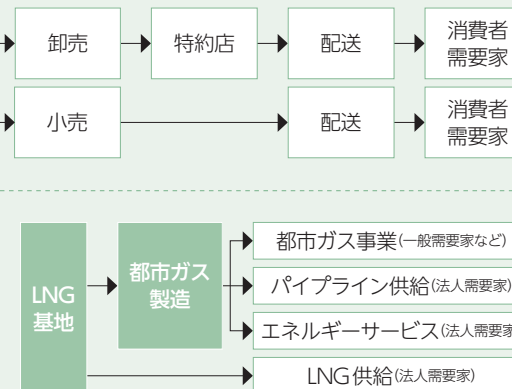 卸売
特約店
配送
消費者
需要家
小売
配送
消費者
需要家
LNG
基地
都市ガス
製造
都市ガス事業(一般需要家など)
パイプライン供給(法人需要家)
エネルギーサービス(法人需要家
LNG供給(法人需要家)